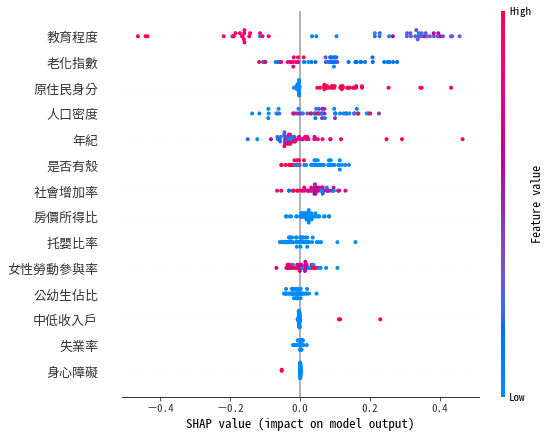 High
教育程度
老化指數
原住民身分
人口密度
年紀
是否有殼
社會增加率
房價所得比
托嬰比率
女性勞動參與率
公幼生佔比
中低收入戶
失業率
身心障礙
Feature value
Low
−0.4 −0.2 0.0 0.2 0.4
SHAP value (impact on model output)